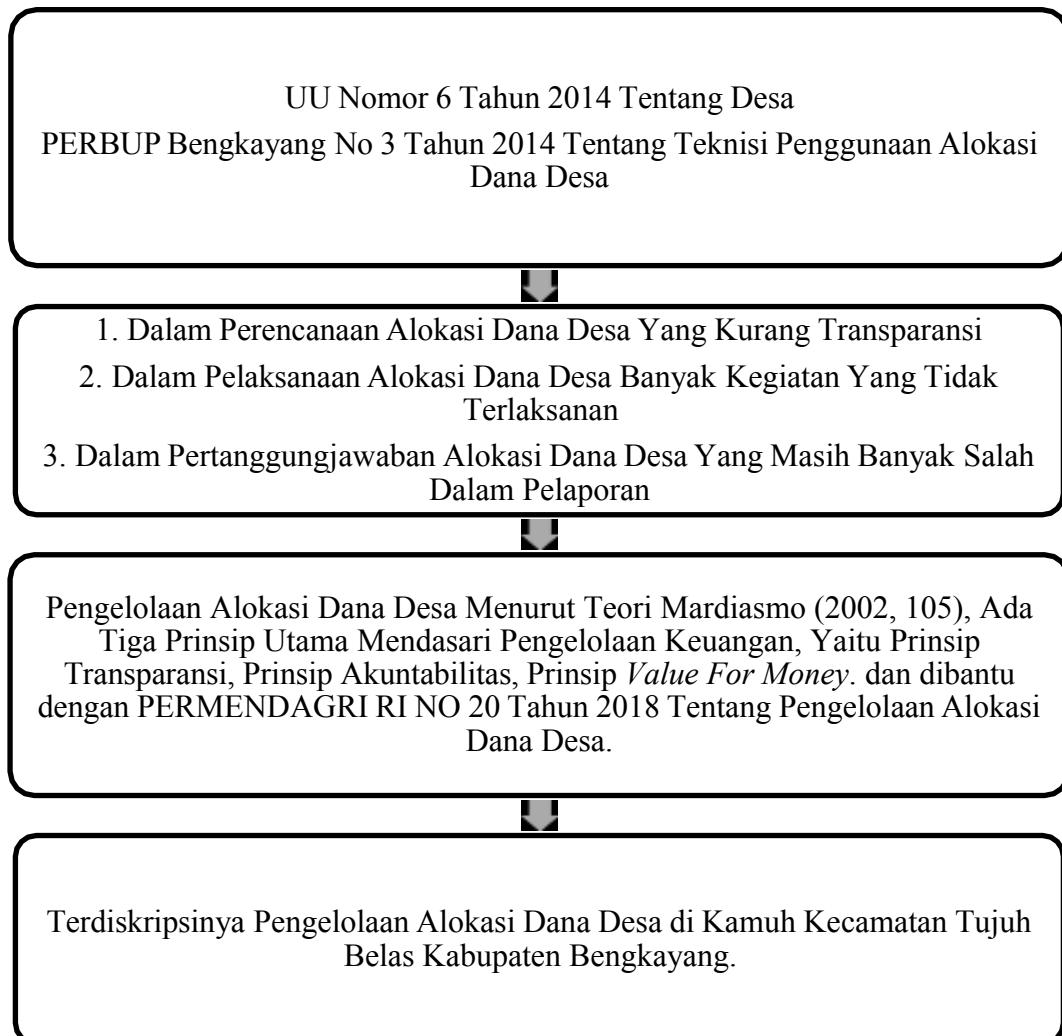 UU Nomor 6 Tahun 2014 Tentang Desa
PERBUP Bengkayang No 3 Tahun 2014 Tentang Teknisi Penggunaan Alokasi
Dana Desa
1. Dalam Perencanaan Alokasi Dana Desa Yang Kurang Transparansi
2. Dalam Pelaksanaan Alokasi Dana Desa Banyak Kegiatan Yang Tidak
Terlaksanan
3. Dalam Pertanggungjawaban Alokasi Dana Desa Yang Masih Banyak Salah
Dalam Pelaporan
Pengelolaan Alokasi Dana Desa Menurut Teori Mardiasmo (2002, 105), Ada
Tiga Prinsip Utama Mendasari Pengelolaan Keuangan, Yaitu Prinsip
Transparansi, Prinsip Akuntabilitas, Prinsip Value For Money. dan dibantu
dengan PERMENDAGRI RI NO 20 Tahun 2018 Tentang Pengelolaan Alokasi
Dana Desa.
Terdiskripsinya Pengelolaan Alokasi Dana Desa di Kamuh Kecamatan Tujuh
Belas Kabupaten Bengkayang.